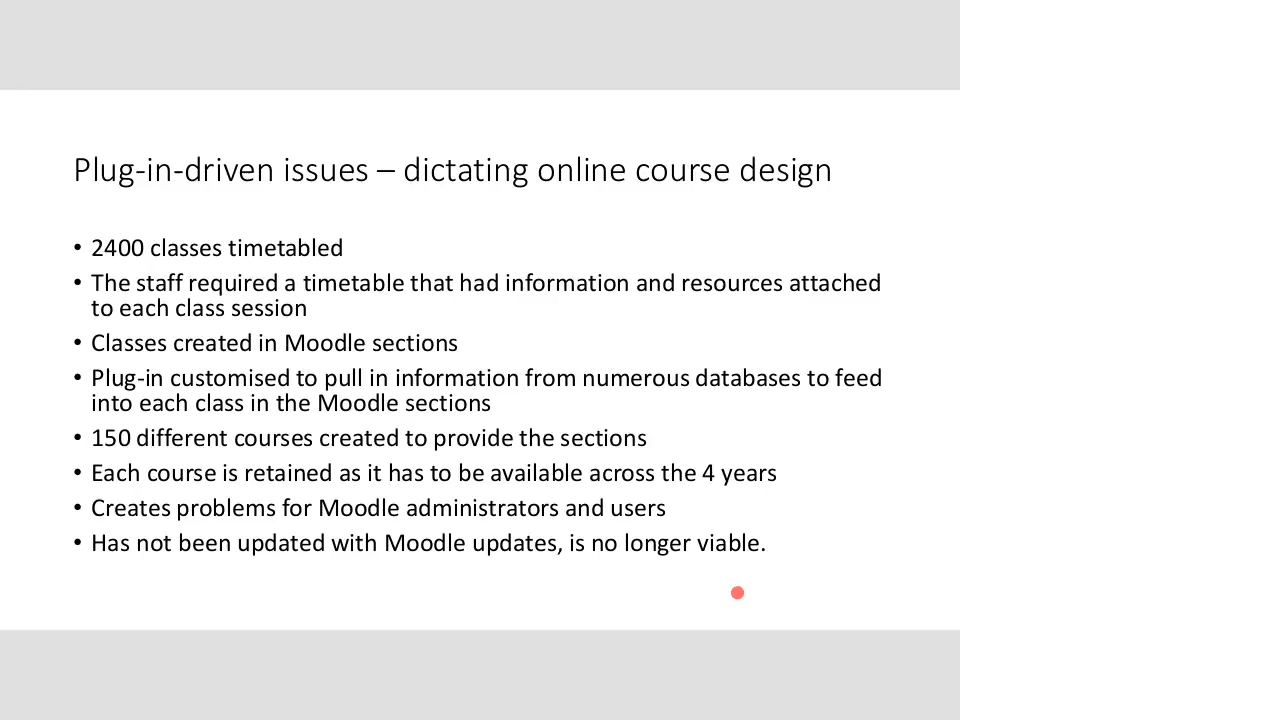 Plug-in-driven issues – dictating online course design
• 2400 classes timetabled
• The staff required a timetable that had information and resources attached
to each class session
• Classes created in Moodle sections
• Plug-in customised to pull in information from numerous databases to feed
into each class in the Moodle sections
• 150 different courses created to provide the sections
• Each course is retained as it has to be available across the 4 years
• Creates problems for Moodle administrators and users
• Has not been updated with Moodle updates, is no longer viable.